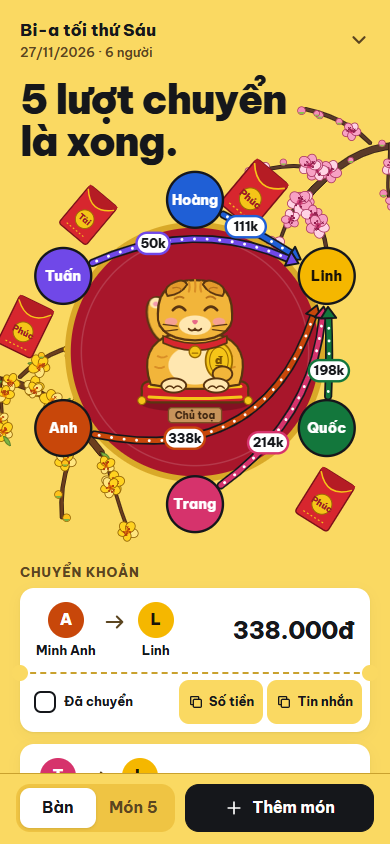 Bi-a tối thứ Sáu
27/11/2026 · 6 người
5 lượt chuyển
là xong.
Hoàng
Phúc
Tài
111k
50k
Tuấn
Linh
Phúc
đ
198k
Chủ toạ
Anh
338k
214k
Quốc
Trang
Phúc
CHUYỂN KHOẢN
A → L
338.000đ
Minh Anh
Linh
Đã chuyển
Số tiền
Tin nhắn
Bàn
Món 5
+ Thêm món